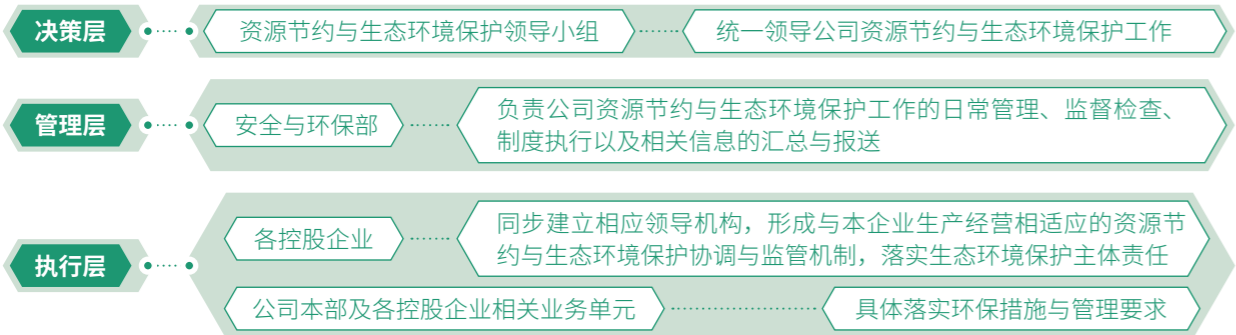 决策层
资源节约与生态环境保护领导小组
统一领导公司资源节约与生态环境保护工作
管理层
安全与环保部
负责公司资源节约与生态环境保护工作的日常管理、监督检查、
制度执行以及相关信息的汇总与报送
执行层
各控股企业
同步建立相应领导机构，形成与本企业生产经营相适应的资源节
约与生态环境保护协调与监管机制，落实生态环境保护主体责任
公司本部及各控股企业相关业务单元
具体落实环保措施与管理要求